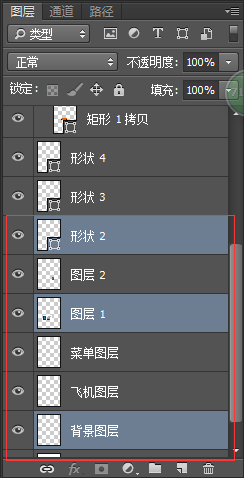 图层 通道 路径
类型
正常 不透明度: 100%
锁定: 填充: 100%
矩形 1 拷贝
形状 4
形状 3
形状 2
图层 2
图层 1
菜单图层
飞机图层
背景图层
fx